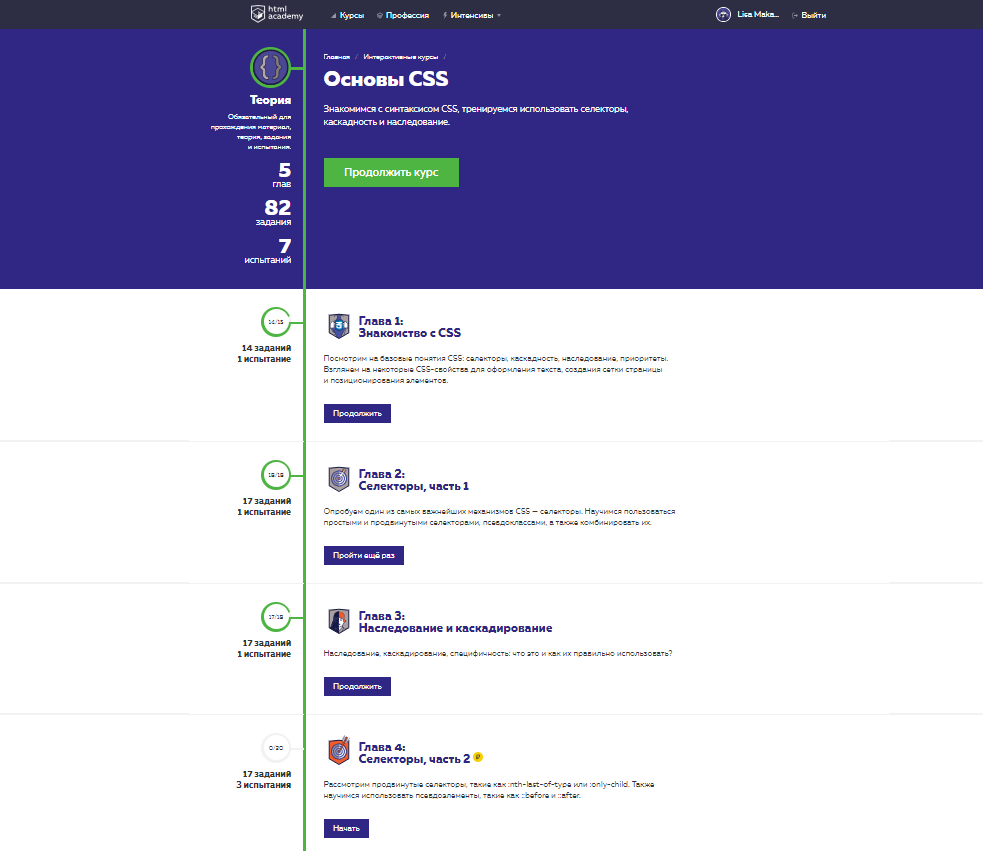 html
academy
Курсы
Профессия
Интенсивы
Lisa Maka...
Выйти
Теория
Обязательный для
прохождения материал,
теория, задания
и испытания.
5
глав
82
задания
7
испытаний
Главная / Интерактивные курсы /
Основы CSS
Знакомимся с синтаксисом CSS, тренируемся использовать селекторы,
каскадность и наследование.
Продолжить курс
14/15
14 заданий
1 испытание
Глава 1:
Знакомство с CSS
Посмотрим на базовые понятия CSS: селекторы, каскадность, наследование, приоритеты.
Взглянем на некоторые CSS-свойства для оформления текста, создания сетки страницы
и позиционирования элементов.
Продолжить
18/18
17 заданий
1 испытание
Глава 2:
Селекторы, часть 1
Опробуем один из самых важнейших механизмов CSS — селекторы. Научимся пользоваться
простыми и продвинутыми селекторами, псевдоклассами, а также комбинировать их.
Пройти ещё раз
17/18
17 заданий
1 испытание
Глава 3:
Наследование и каскадирование
Наследование, каскадирование, специфичность: что это и как их правильно использовать?
Продолжить
0/20
17 заданий
3 испытания
Глава 4:
Селекторы, часть 2 ₽
Рассмотрим продвинутые селекторы, такие как :nth-last-of-type или :only-child. Также
научимся использовать псевдоэлементы, такие как ::before и ::after.
Начать